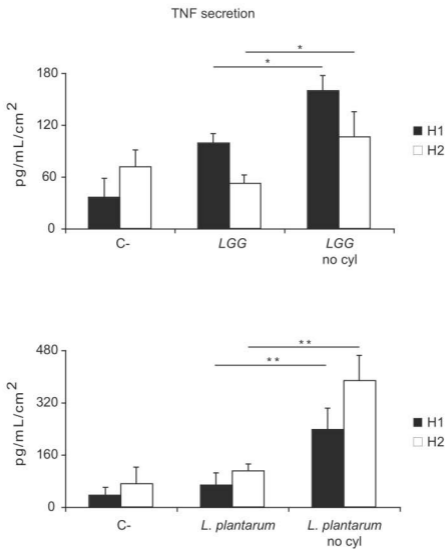 TNF secretion
*
*
180
120
60
0
pg/mL/cm2
H1
H2
C-
LGG
LGG
no cyl
**
**
480
320
160
0
pg/mL/cm2
H1
H2
C-
L. plantarum
L. plantarum
no cyl